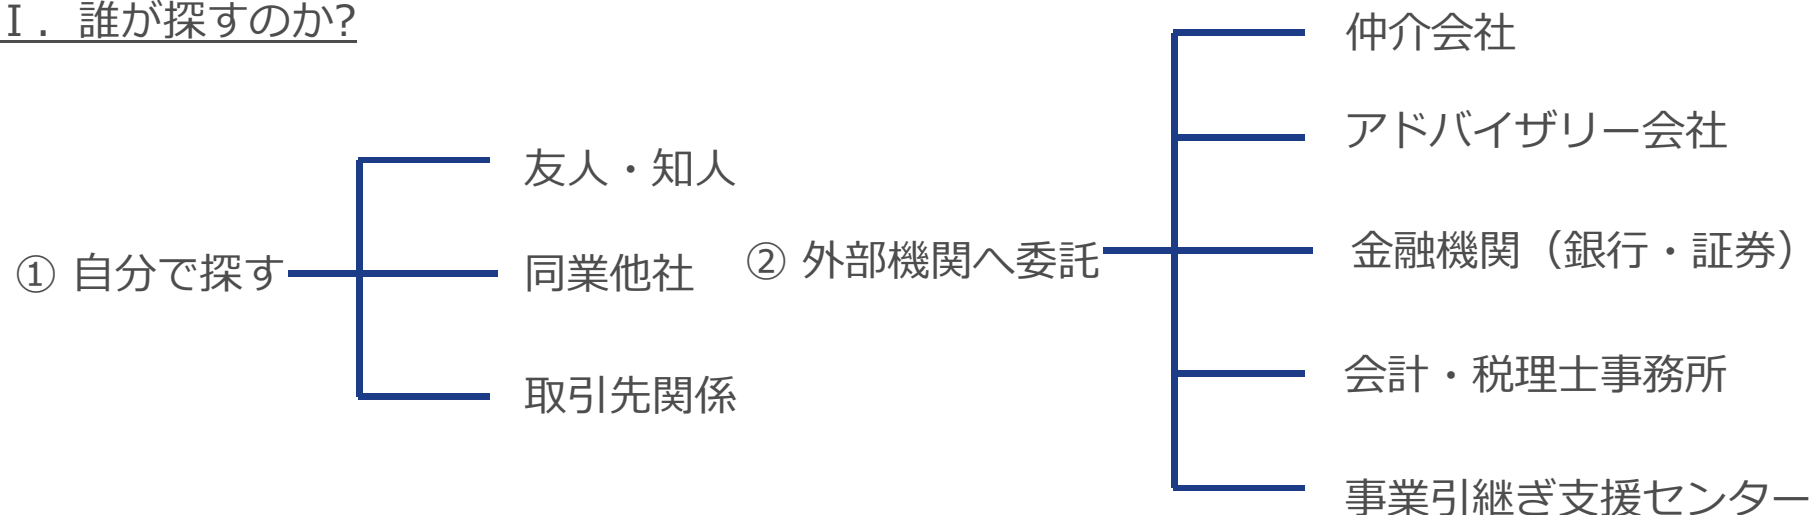 Ⅰ．誰が探すのか?
① 自分で探す
友人・知人
同業他社
取引先関係
② 外部機関へ委託
仲介会社
アドバイザリー会社
金融機関（銀行・証券）
会計・税理士事務所
事業引継ぎ支援センター